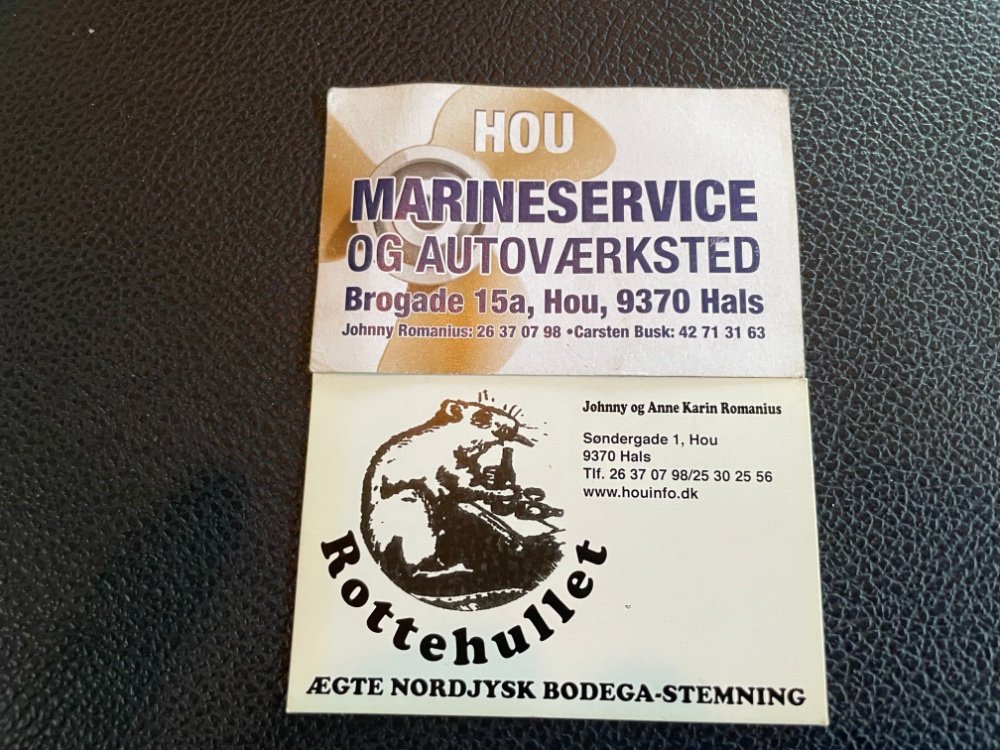 HOU
MARINESERVICE
OG AUTOVÆRKSTED
Brogade 15a, Hou, 9370 Hals
Johnny Romanius: 26 37 07 98 •Carsten Busk: 42 71 31 63
Johnny og Anne Karin Romanius
Søndergade 1, Hou
9370 Hals
Tlf. 26 37 07 98/25 30 25 56
www.houinfo.dk
Rottehullet
ÆGTE NORDJYSK BODEGA-STEMNING